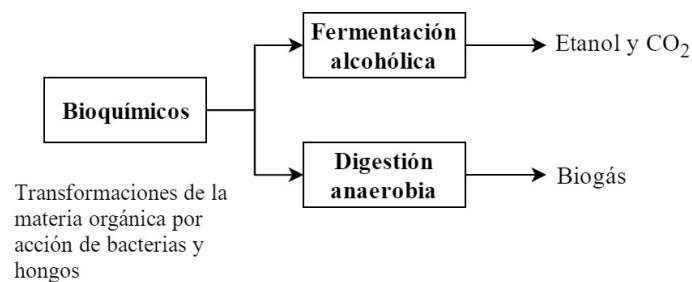 Fermentación
alcohólica
Etanol y CO₂
Bioquímicos
Digestión
anaerobia
Biogás
Transformaciones de la
materia orgánica por
acción de bacterias y
hongos